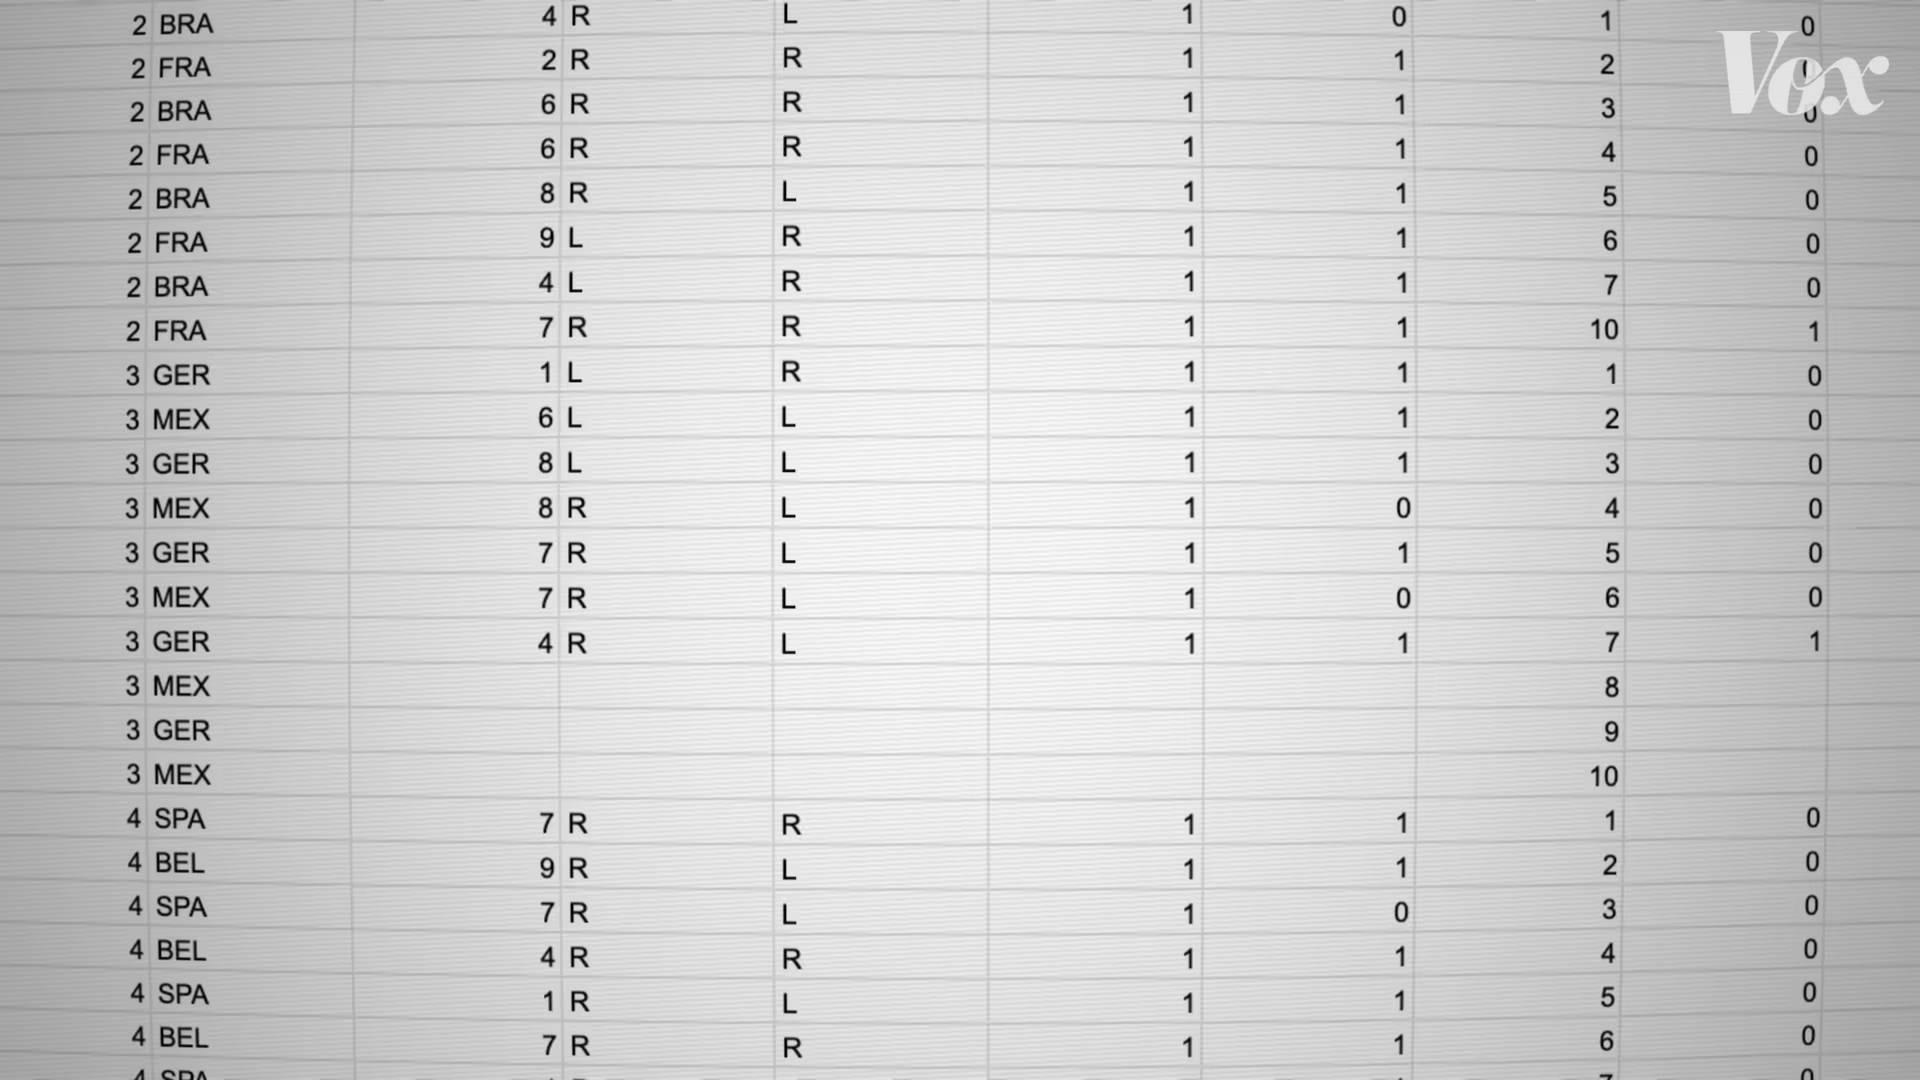 2 BRA 4 R L 1 0 1 0
2 FRA 2 R R 1 1 2
2 BRA 6 R R 1 1 3
2 FRA 6 R R 1 1 4 0
2 BRA 8 R L 1 1 5 0
2 FRA 9 L R 1 1 6 0
2 BRA 4 L R 1 1 7 0
2 FRA 7 R R 1 1 10 1
3 GER 1 L R 1 1 1 0
3 MEX 6 L L 1 1 2 0
3 GER 8 L L 1 1 3 0
3 MEX 8 R L 1 0 4 0
3 GER 7 R L 1 1 5 0
3 MEX 7 R L 1 0 6 0
3 GER 4 R L 1 1 7 1
3 MEX 8
3 GER 9
3 MEX 10
4 SPA 7 R R 1 1 1 0
4 BEL 9 R L 1 1 2 0
4 SPA 7 R L 1 0 3 0
4 BEL 4 R R 1 1 4 0
4 SPA 1 R L 1 1 5 0
4 BEL 7 R R 1 1 6 0
4 SPA
Vox